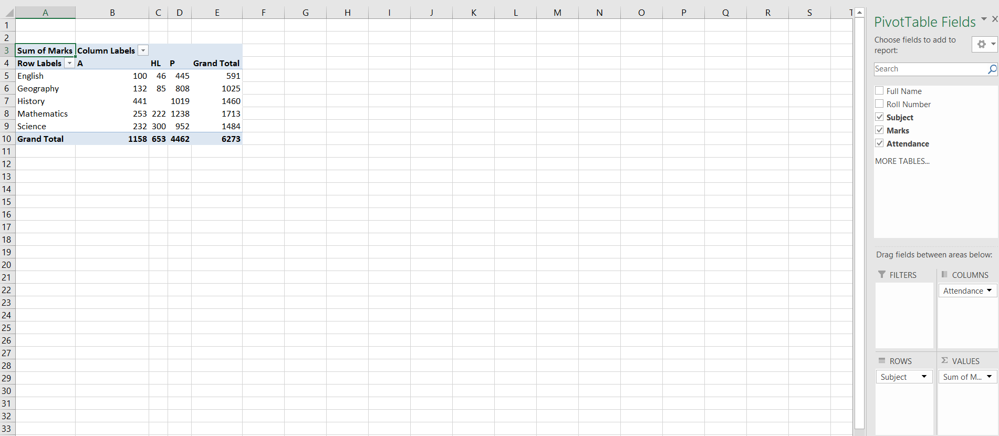 A B C D E F G H I J K L M N O P Q R S T
1
2
3 Sum of Marks Column Labels
4 Row Labels A HL P Grand Total
5 English 100 46 445 591
6 Geography 132 85 808 1025
7 History 441 1019 1460
8 Mathematics 253 222 1238 1713
9 Science 232 300 952 1484
10 Grand Total 1158 653 4462 6273
11
12
13
14
15
16
17
18
19
20
21
22
23
24
25
26
27
28
29
30
31
32
33
PivotTable Fields
Choose fields to add to
report:
Search
Full Name
Roll Number
Subject
Marks
Attendance
MORE TABLES...
Drag fields between areas below:
FILTERS
COLUMNS
Attendance
ROWS
Σ VALUES
Subject
Sum of M...